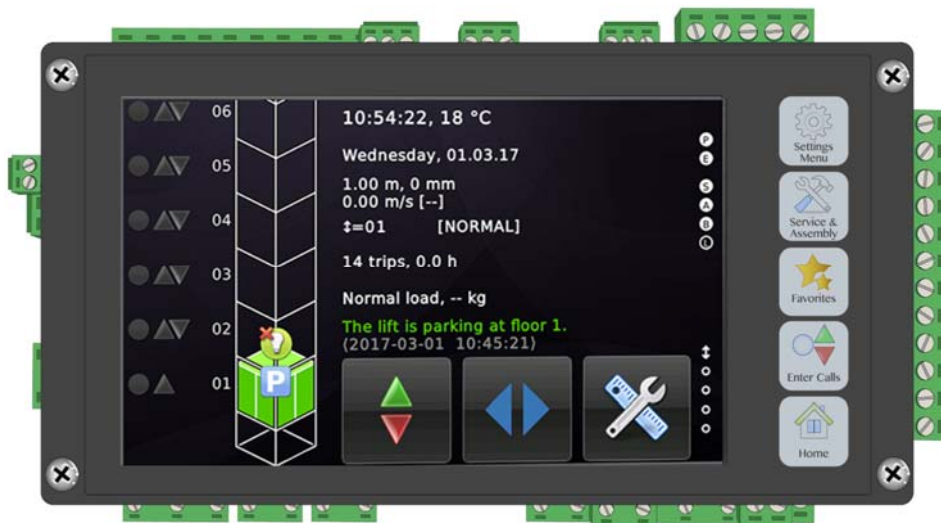 06
05
04
03
02
01
P
10:54:22, 18 °C
Wednesday, 01.03.17
1.00 m, 0 mm
0.00 m/s [--]
↕=01 [NORMAL]
14 trips, 0.0 h
Normal load, -- kg
The lift is parking at floor 1.
(2017-03-01 10:45:21)
P
E
S
A
B
L
Settings
Menu
Service &
Assembly
Favorites
Enter Calls
Home